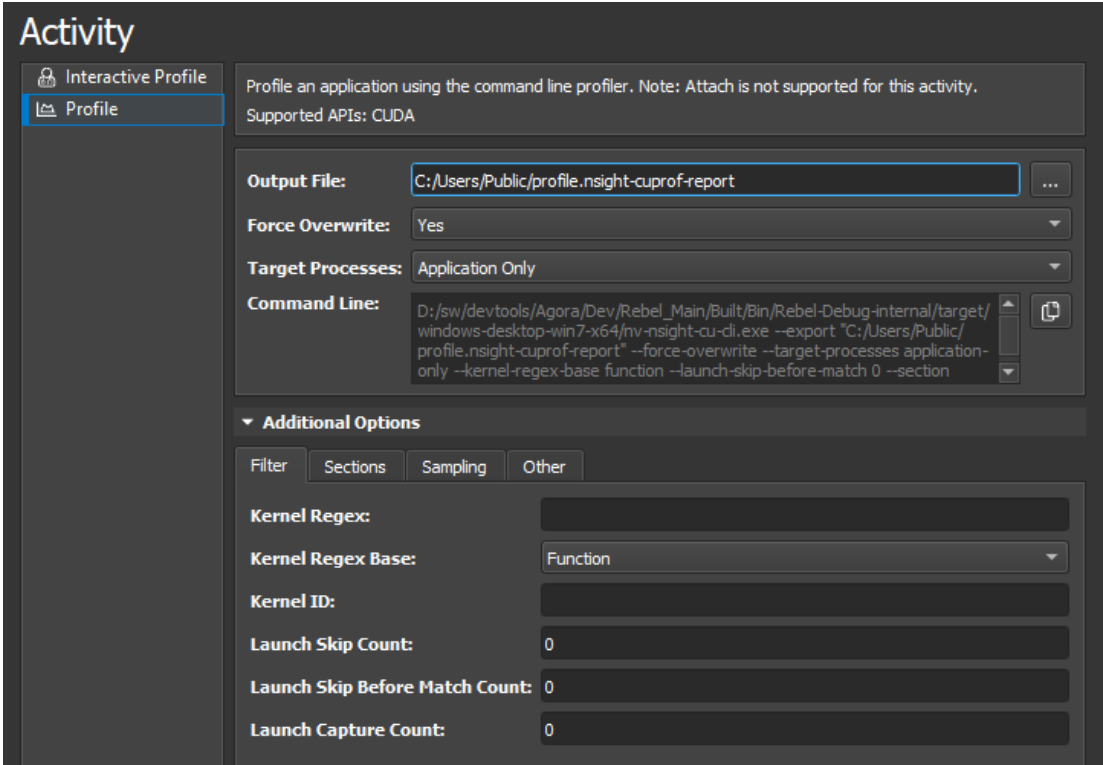 Activity
Interactive Profile
Profile
Profile an application using the command line profiler. Note: Attach is not supported for this activity.
Supported APIs: CUDA
Output File: C:/Users/Public/profile.nsight-cuprof-report ...
Force Overwrite: Yes
Target Processes: Application Only
Command Line: D:/sw/devtools/Agora/Dev/Rebel_Main/Built/Bin/Rebel-Debug-internal/target/
windows-desktop-win7-x64/nv-nsight-cu-cli.exe --export "C:/Users/Public/
profile.nsight-cuprof-report" --force-overwrite --target-processes application-
only --kernel-regex-base function --launch-skip-before-match 0 --section
Additional Options
Filter Sections Sampling Other
Kernel Regex:
Kernel Regex Base: Function
Kernel ID:
Launch Skip Count: 0
Launch Skip Before Match Count: 0
Launch Capture Count: 0